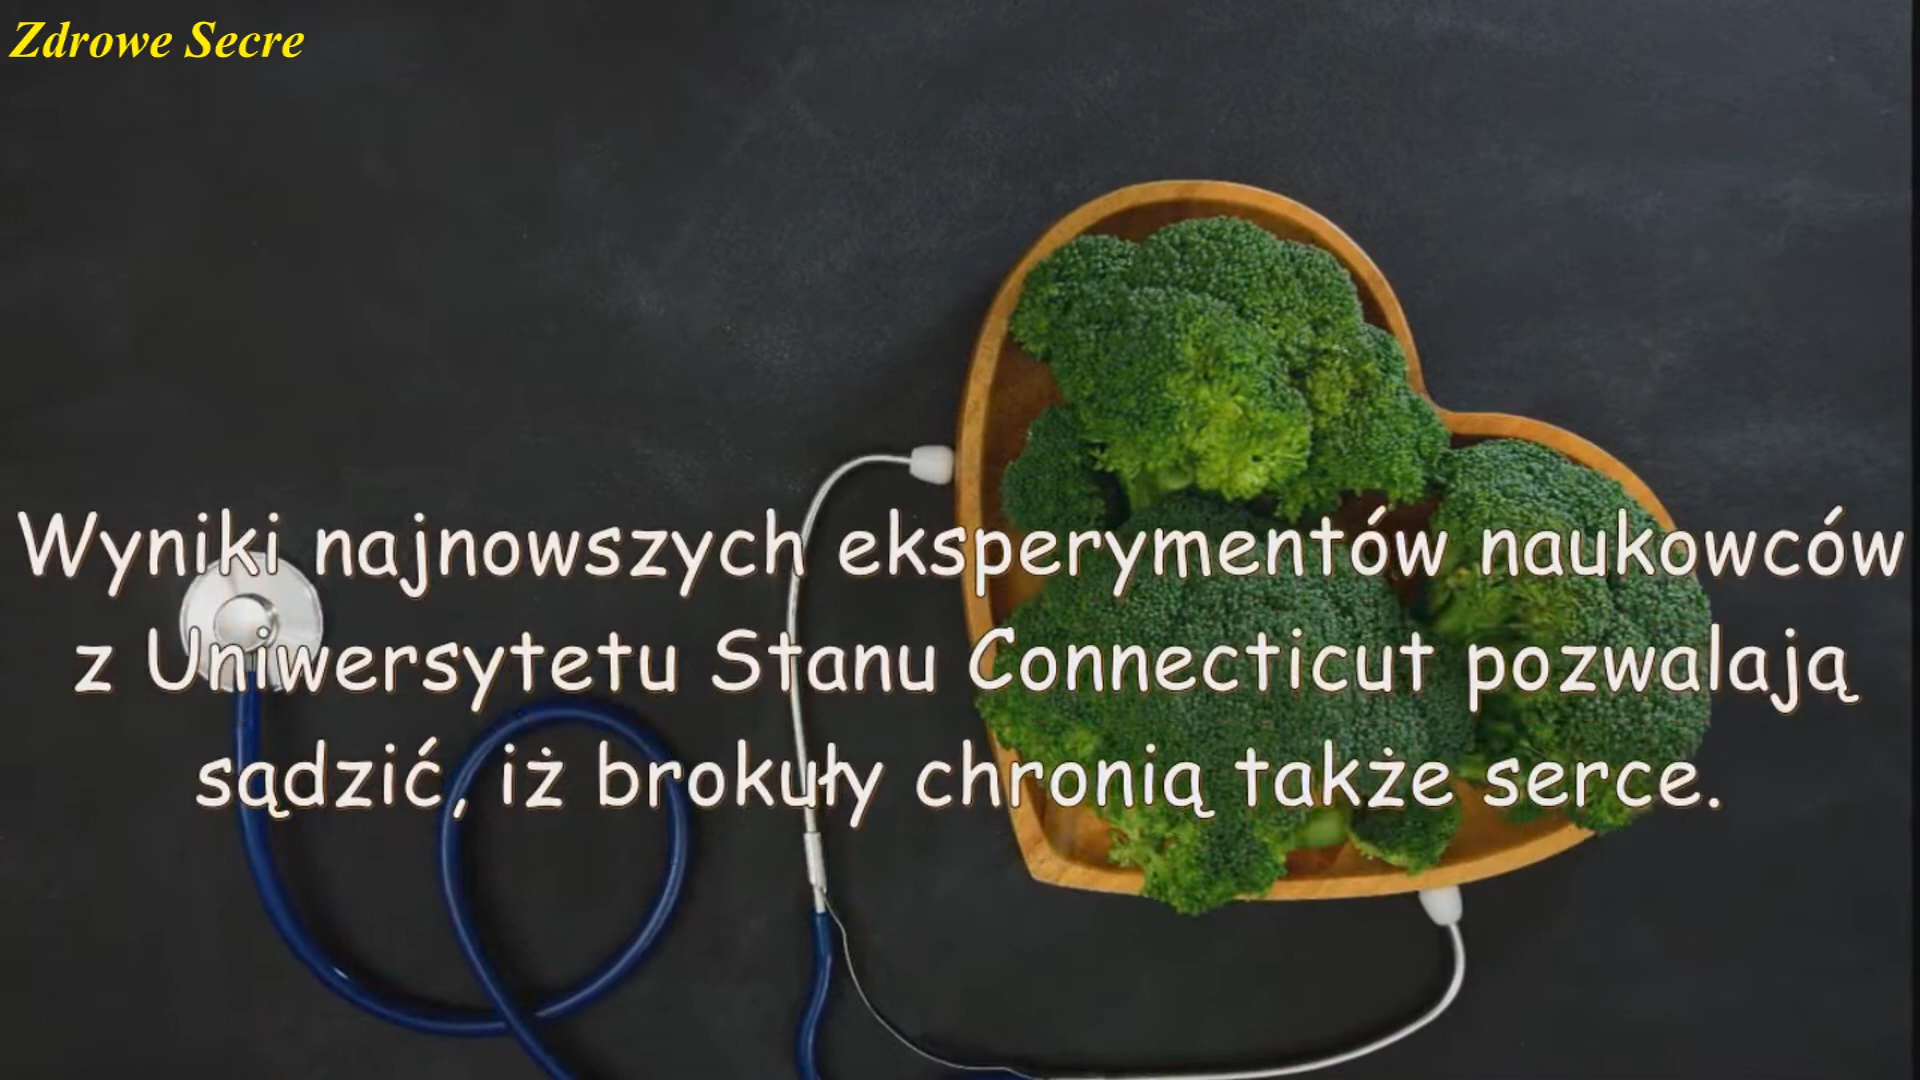 Zdrowe Secre
Wyniki najnowszych eksperymentów naukowców
z Uniwersytetu Stanu Connecticut pozwalają
sądzić, iż brokuły chronią także serce.